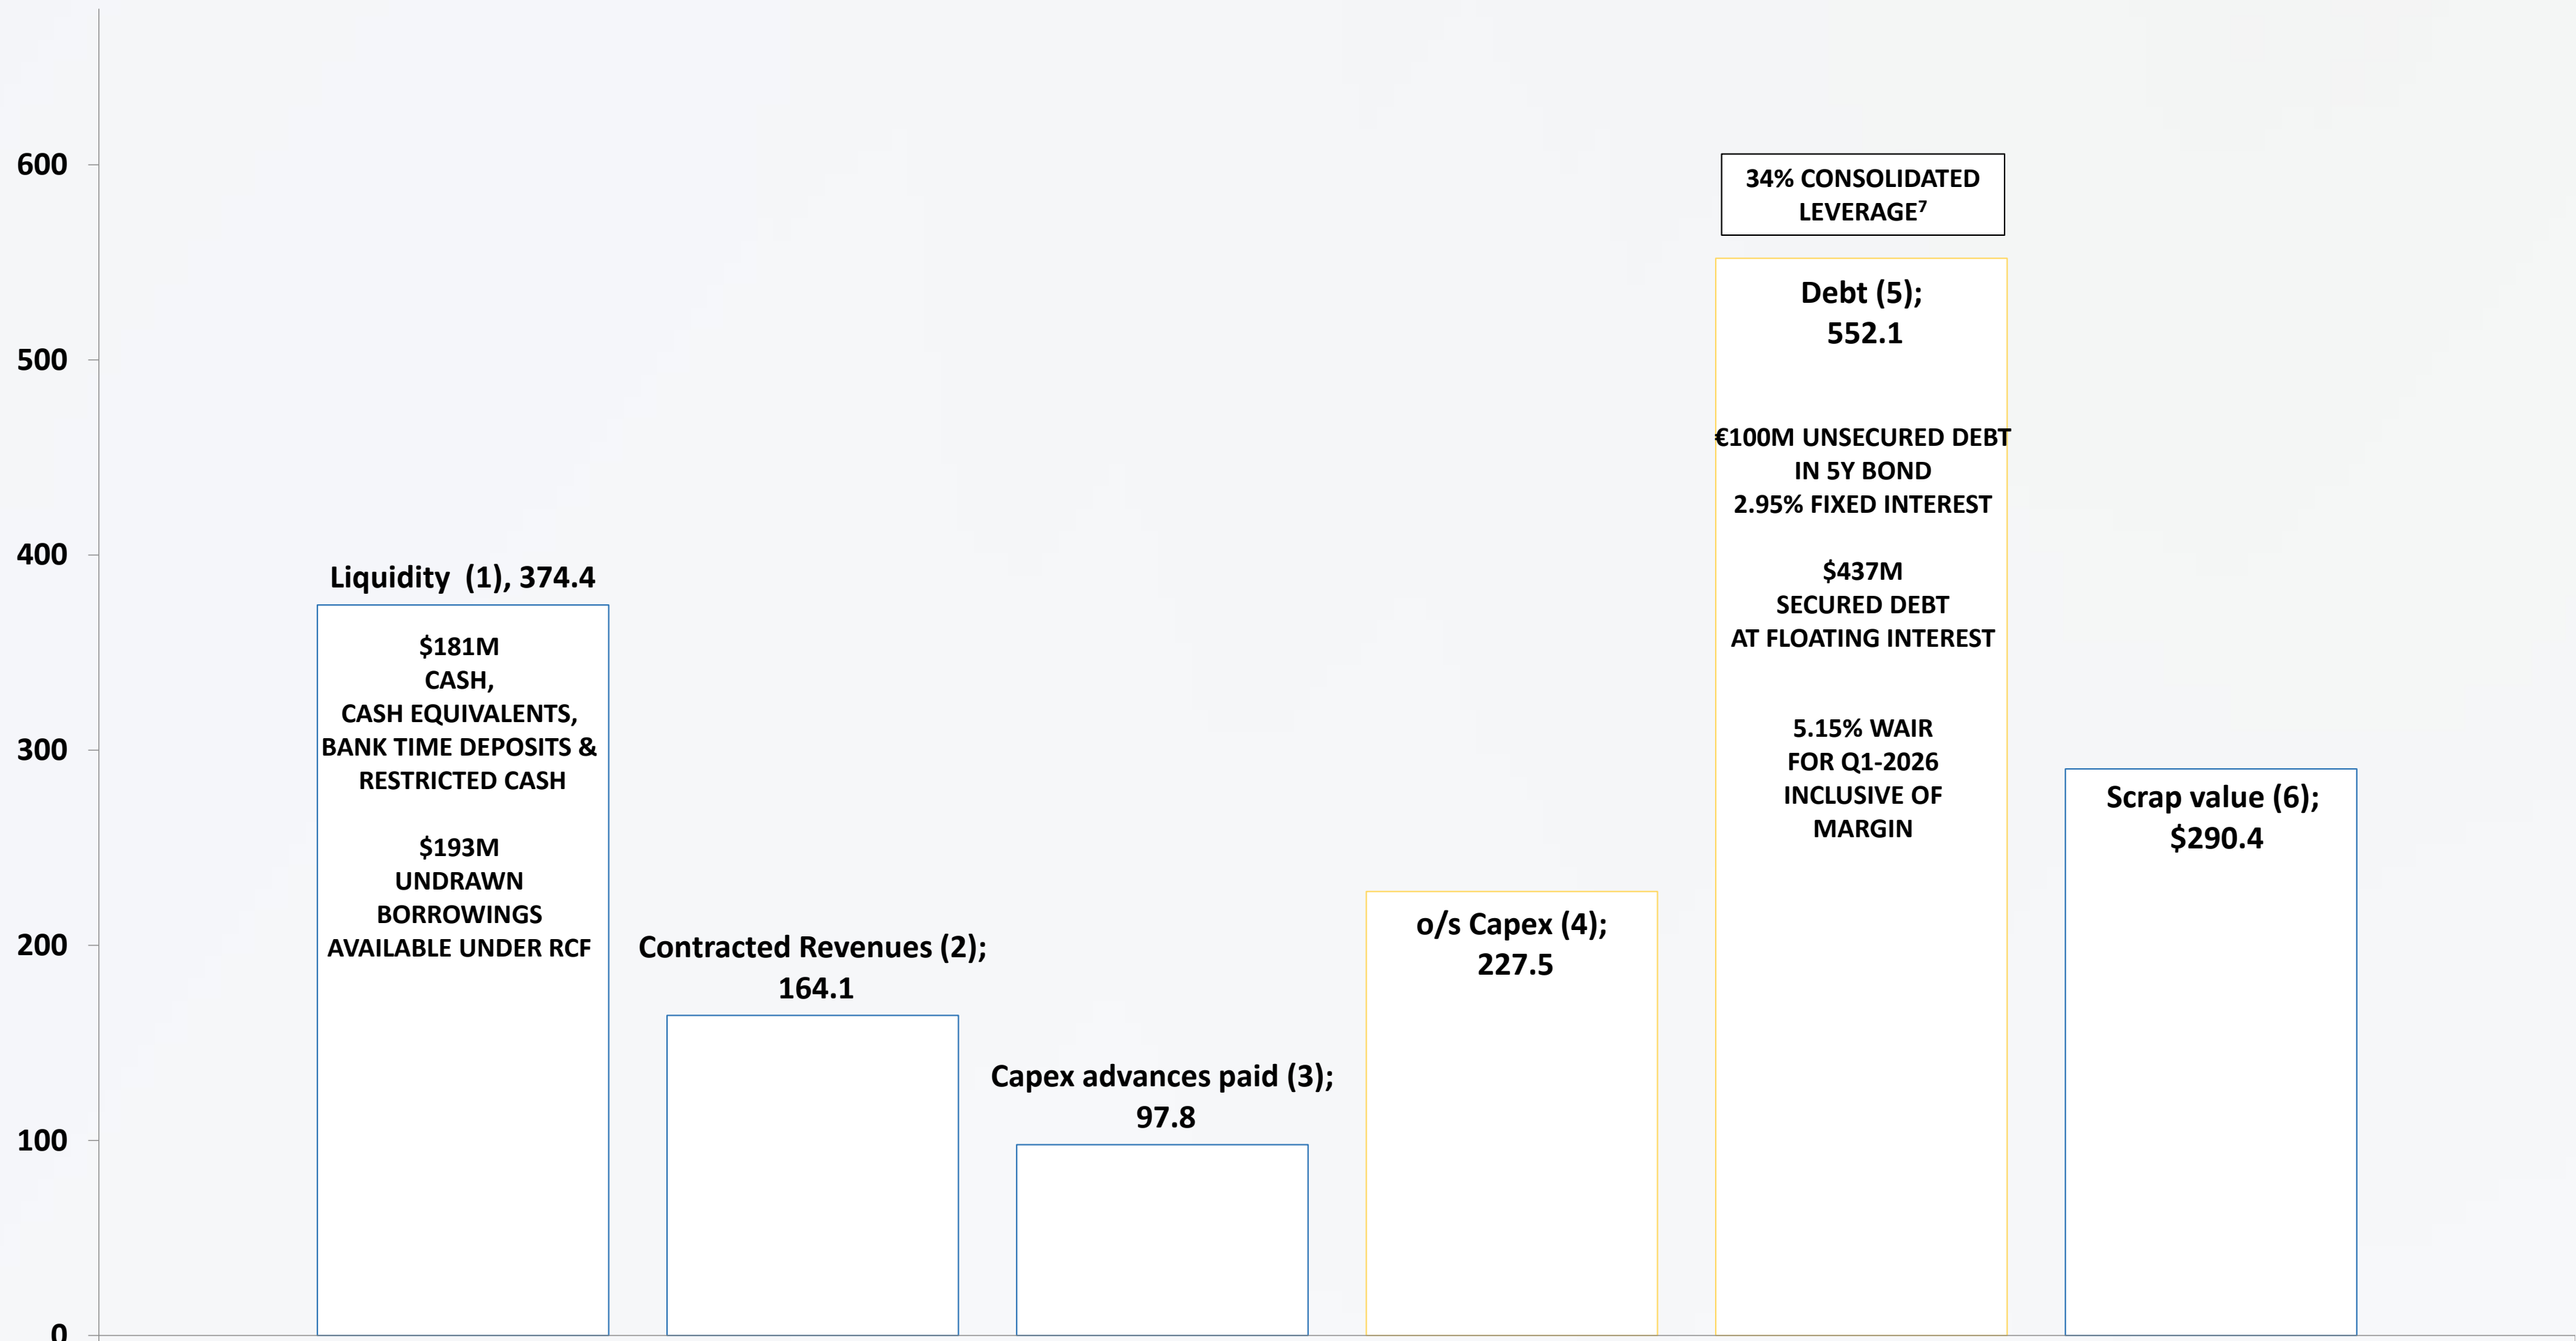 600
500
400
300
200
100
0
Liquidity  (1), 374.4
$181M
CASH,
CASH EQUIVALENTS,
BANK TIME DEPOSITS &
RESTRICTED CASH
$193M
UNDRAWN
BORROWINGS
AVAILABLE UNDER RCF
Contracted Revenues (2);
164.1
Capex advances paid (3);
97.8
o/s Capex (4);
227.5
34% CONSOLIDATED
LEVERAGE⁷
Debt (5);
552.1
€100M UNSECURED DEBT
IN 5Y BOND
2.95% FIXED INTEREST
$437M
SECURED DEBT
AT FLOATING INTEREST
5.15% WAIR
FOR Q1-2026
INCLUSIVE OF
MARGIN
Scrap value (6);
$290.4